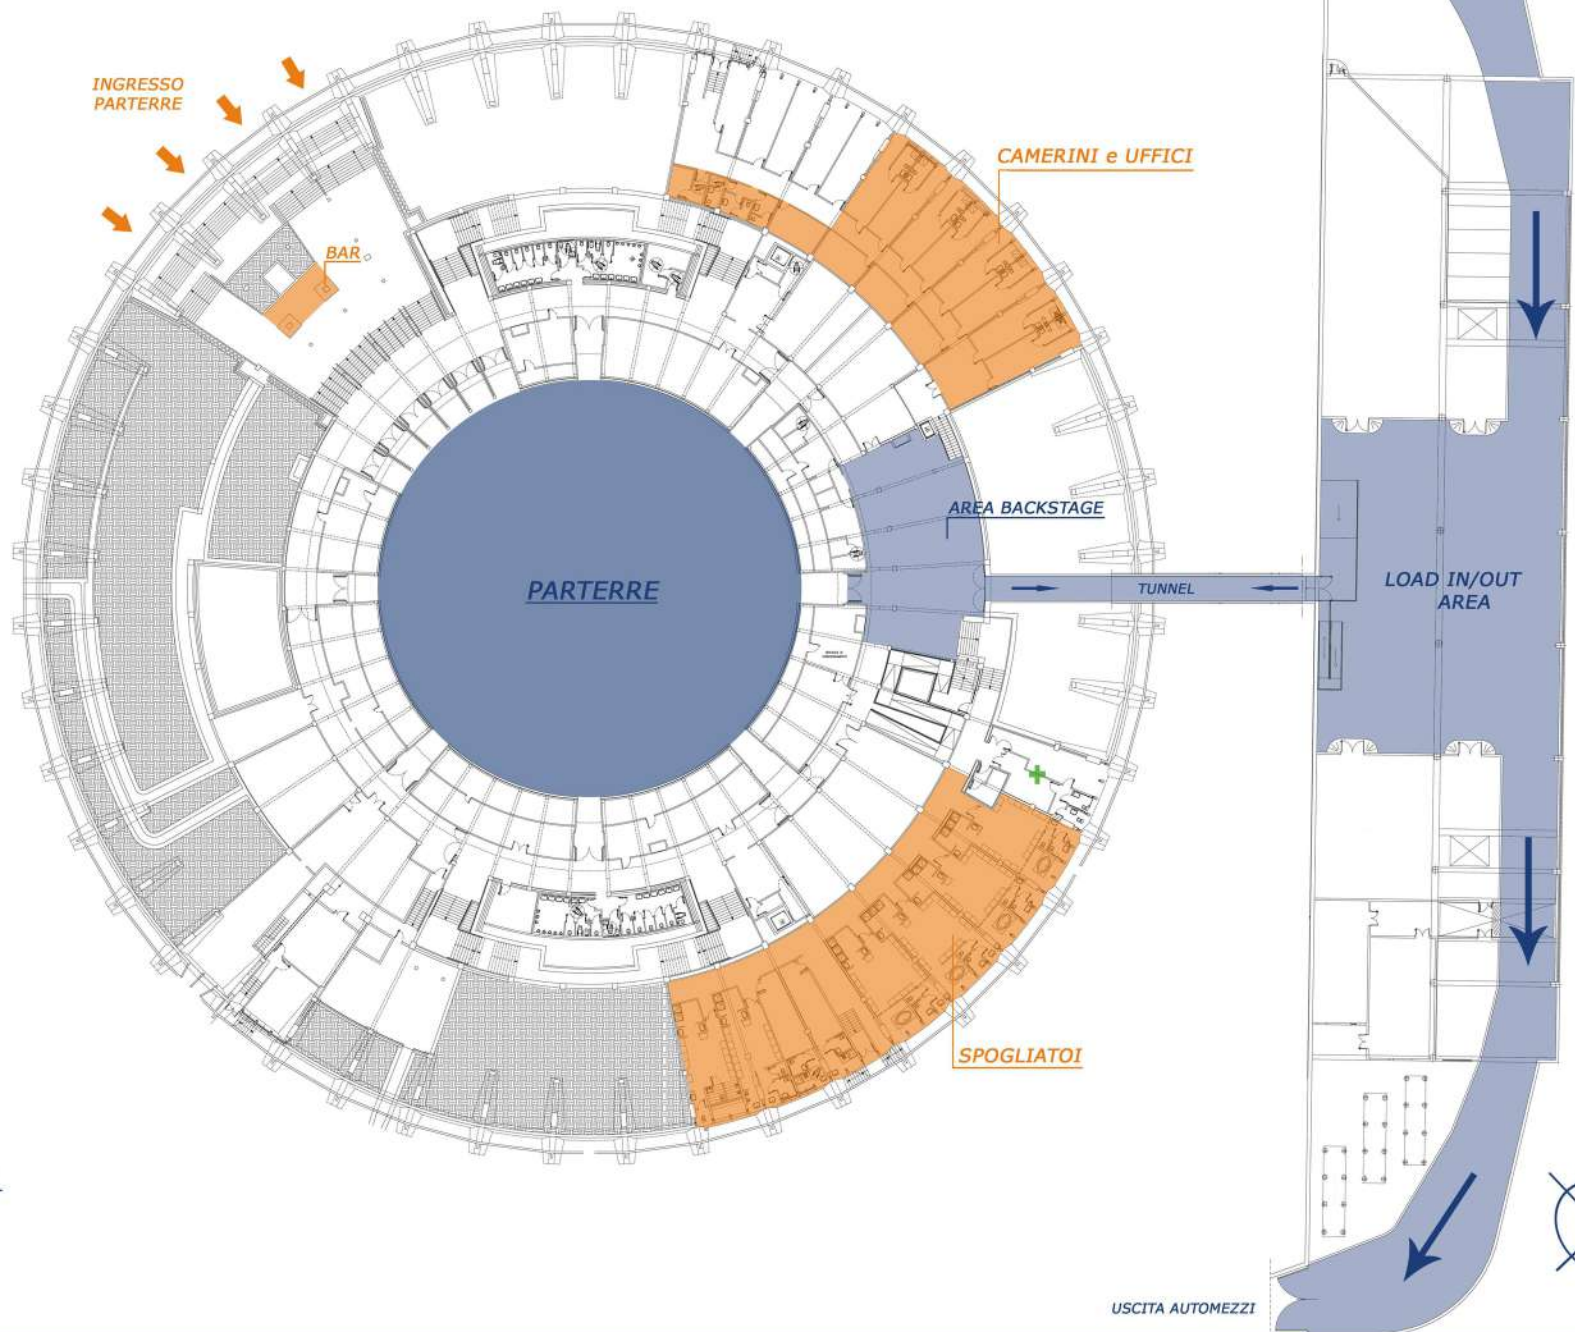 INGRESSO
PARTERRE
CAMERINI e UFFICI
BAR
AREA BACKSTAGE
PARTERRE
TUNNEL
LOAD IN/OUT
AREA
SPOGLIATOI
USCITA AUTOMEZZI